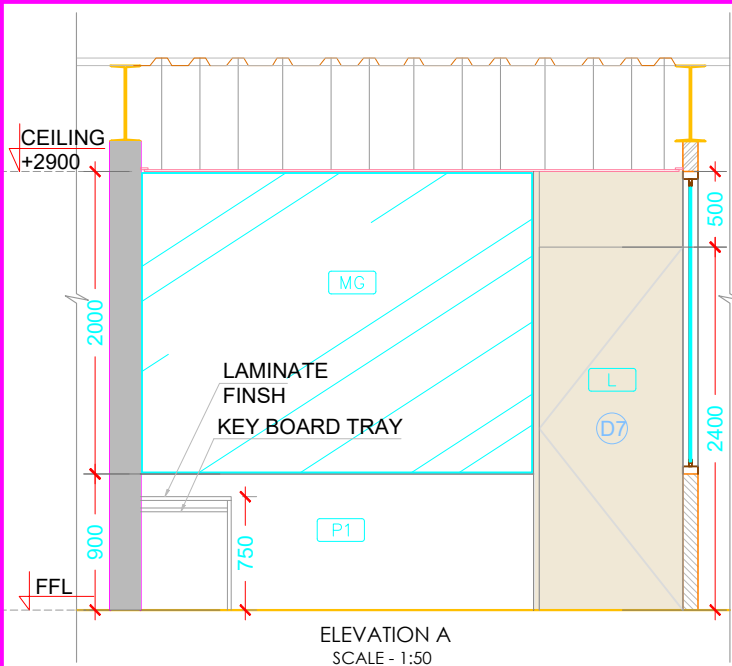 CEILING
+2900
500
MG
2000
LAMINATE
FINSH
KEY BOARD TRAY
L
D7
2400
P1
900
750
FFL
ELEVATION A
SCALE - 1:50